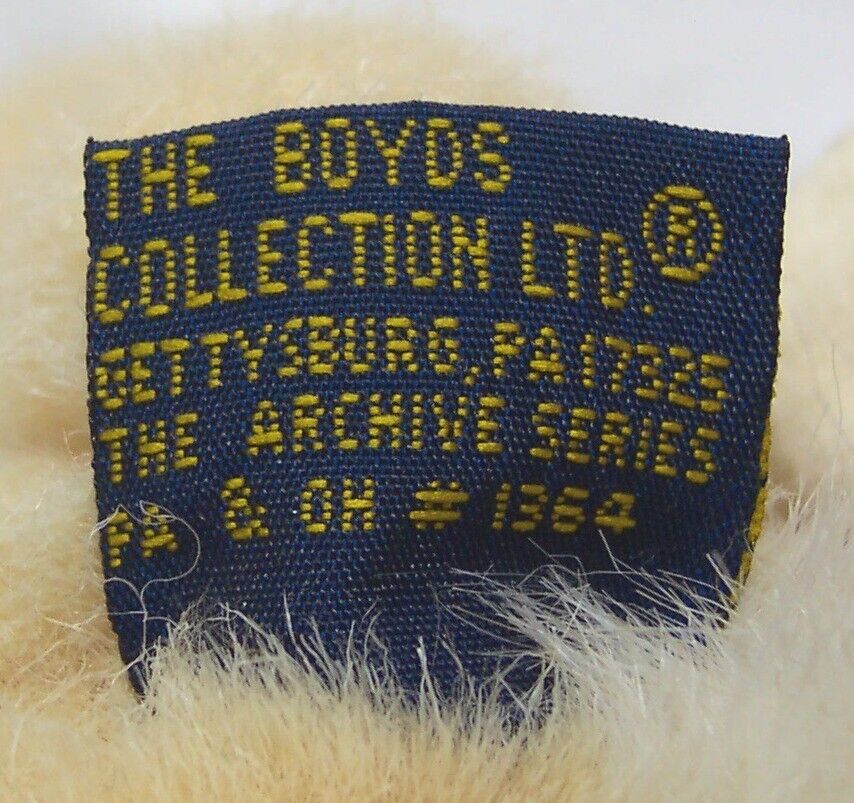 THE BOYDS
COLLECTION LTD.®
GETTYSBURG, PA 17325
THE ARCHIVE SERIES
PA & OH # 1364